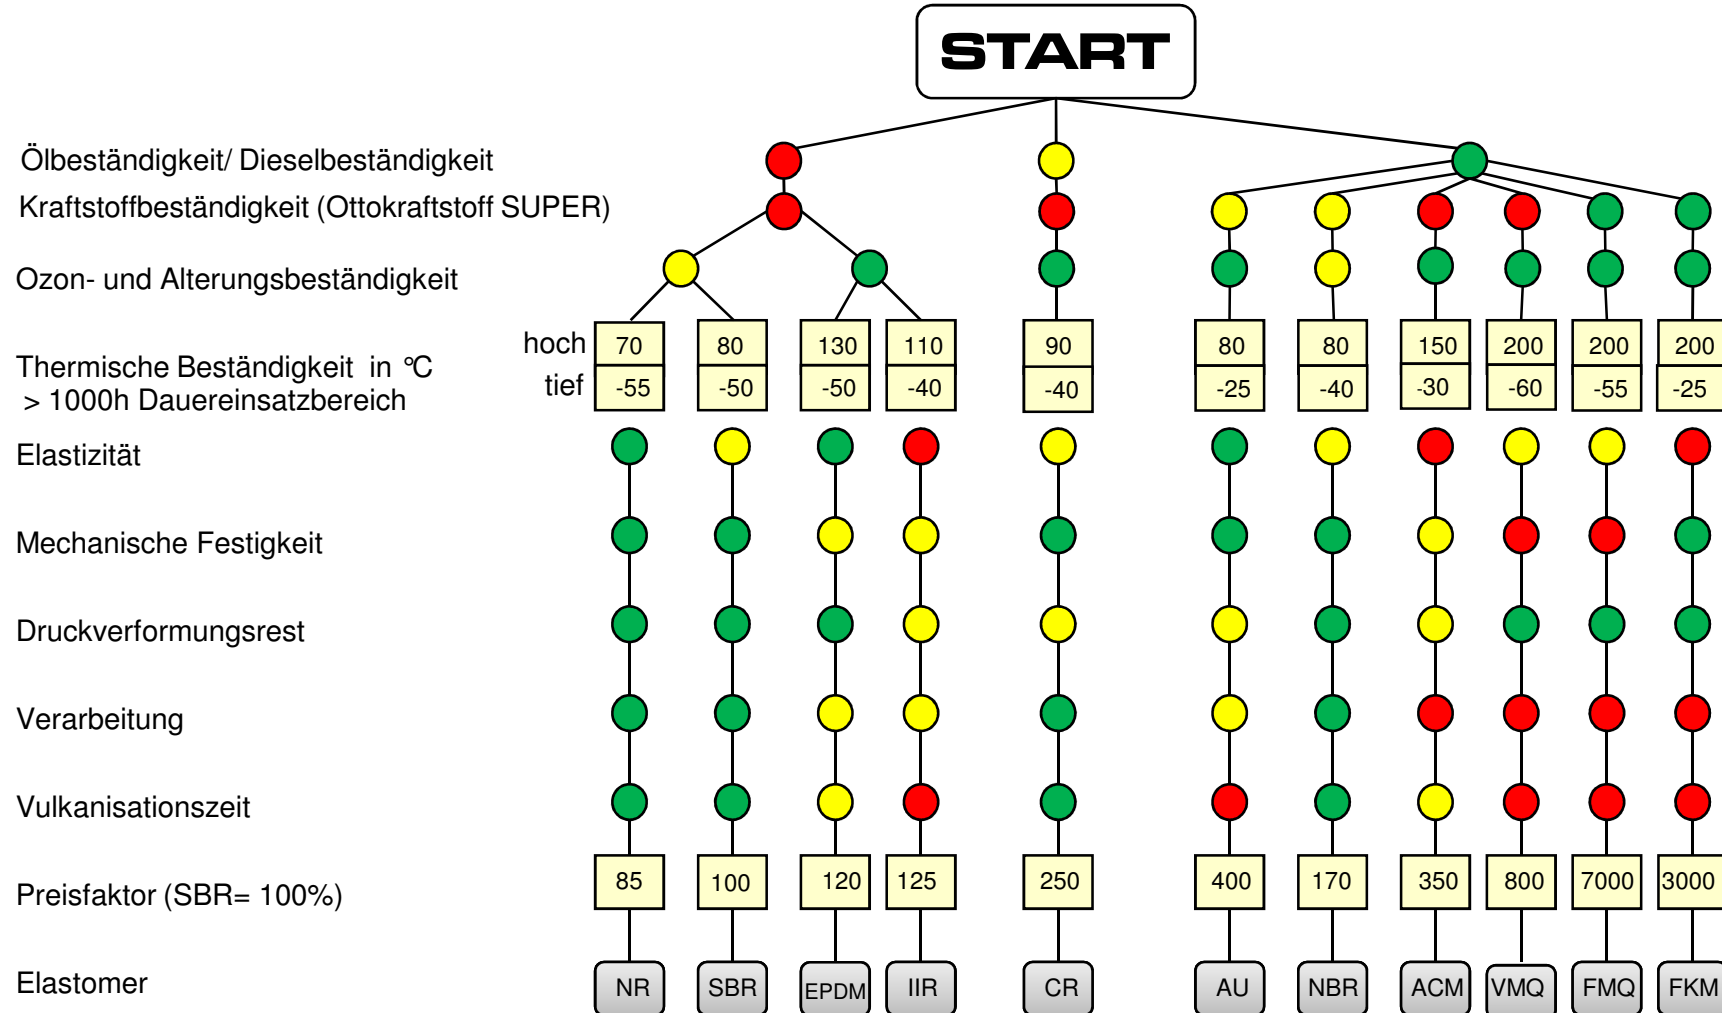 START
Ölbeständigkeit/ Dieselbeständigkeit
Kraftstoffbeständigkeit (Ottokraftstoff SUPER)
Ozon- und Alterungsbeständigkeit
Thermische Beständigkeit in °C
> 1000h Dauereinsatzbereich
hoch 70 80 130 110 90 80 80 150 200 200 200
tief -55 -50 -50 -40 -40 -25 -40 -30 -60 -55 -25
Elastizität
Mechanische Festigkeit
Druckverformungsrest
Verarbeitung
Vulkanisationszeit
Preisfaktor (SBR= 100%) 85 100 120 125 250 400 170 350 800 7000 3000
Elastomer NR SBR EPDM IIR CR AU NBR ACM VMQ FMQ FKM